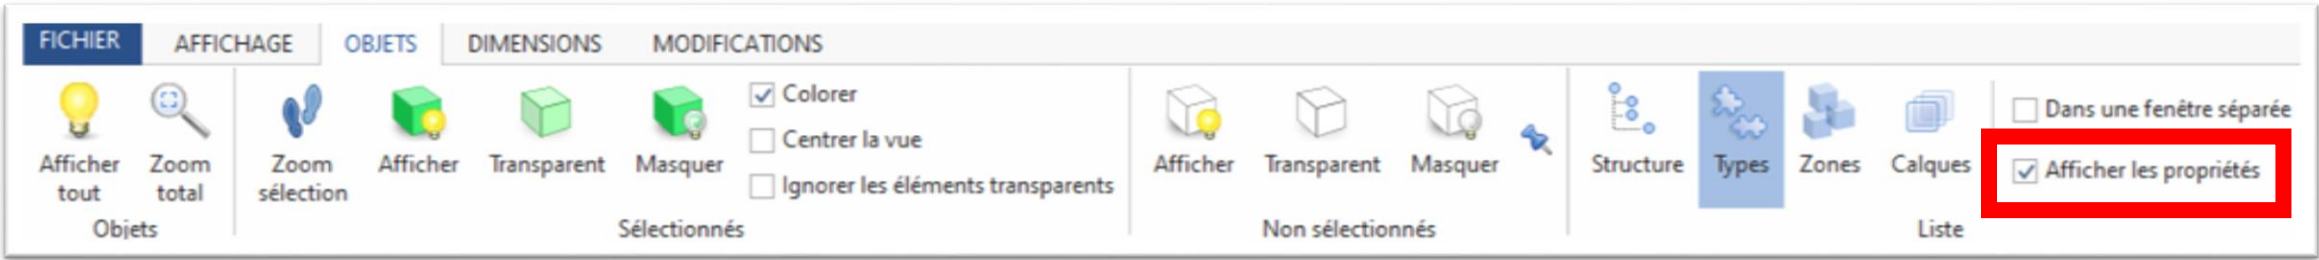 FICHIER AFFICHAGE OBJETS DIMENSIONS MODIFICATIONS
Afficher
tout
Zoom
total
Objets
Zoom
sélection
Afficher
Transparent
Masquer
Colorer
Centrer la vue
Ignorer les éléments transparents
Sélectionnés
Afficher
Transparent
Masquer
Non sélectionnés
Structure
Types
Zones
Calques
Dans une fenêtre séparée
Afficher les propriétés
Liste